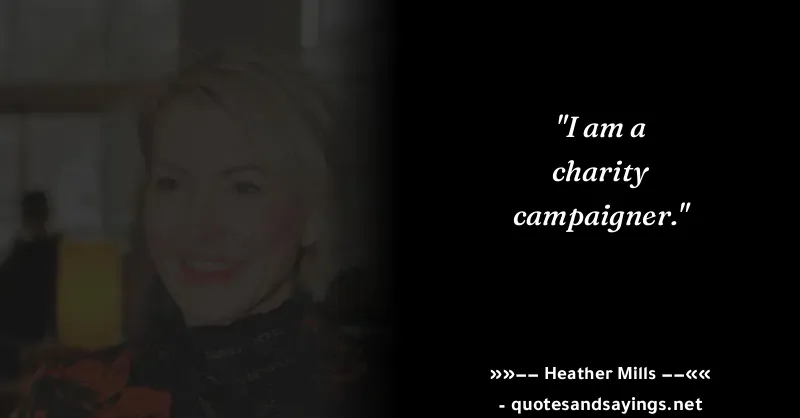 "I am a
charity
campaigner."
»»–– Heather Mills ––««
- quotesandsayings.net